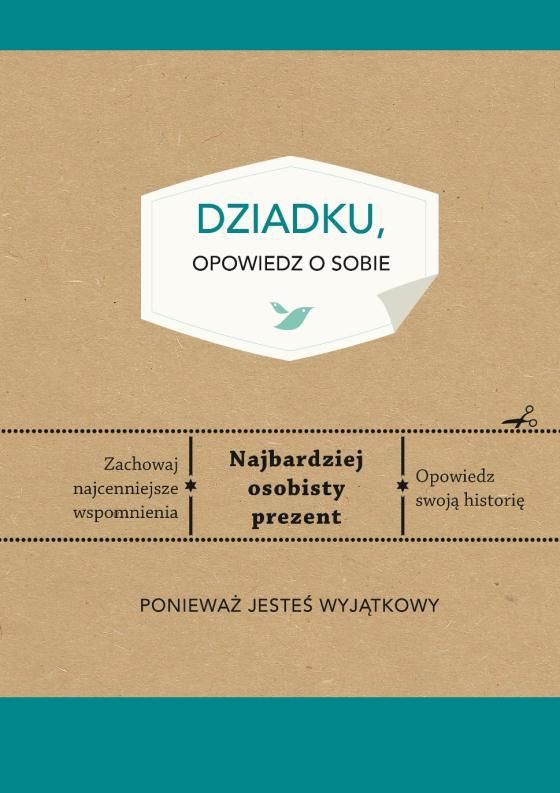 DZIADKU,
OPOWIEDZ O SOBIE
Zachowaj
najcenniejsze
wspomnienia
Najbardziej
osobisty
prezent
Opowiedz
swoją historię
PONIEWAŻ JESTEŚ WYJĄTKOWY